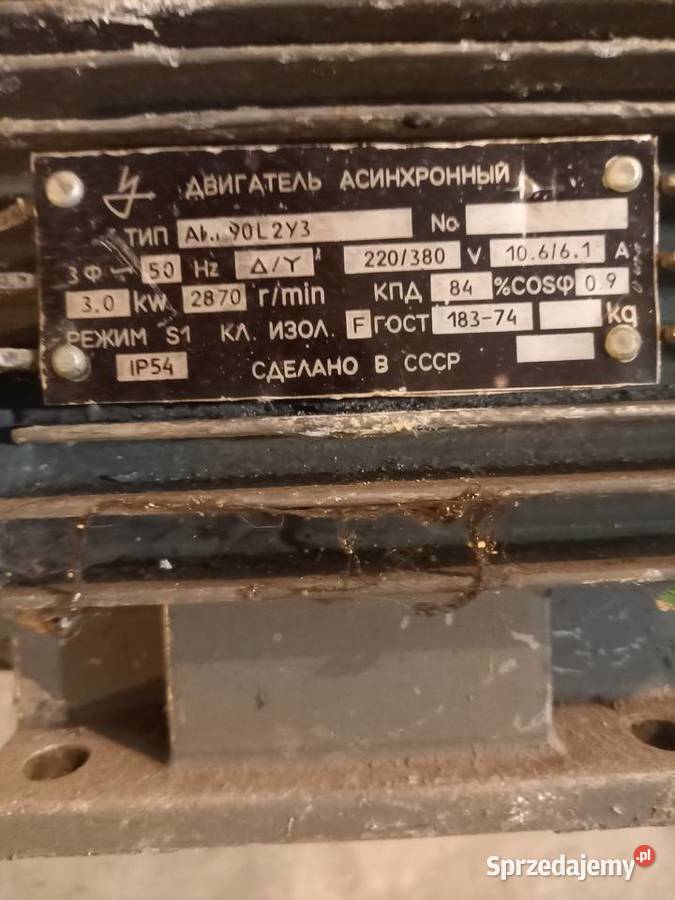 ДВИГАТЕЛЬ АСИНХРОННЫЙ
ТИП 90L2У3 No
3Ф ~ 50 Hz Δ/Y 220/380 V 10.6/6.1 A
3.0 kw 2870 r/min КПД 84 % COSφ 0.9
РЕЖИМ S1 КЛ. ИЗОЛ. F ГОСТ 183-74 kg
IP54 СДЕЛАНО В СССР
Sprzedajemy.pl